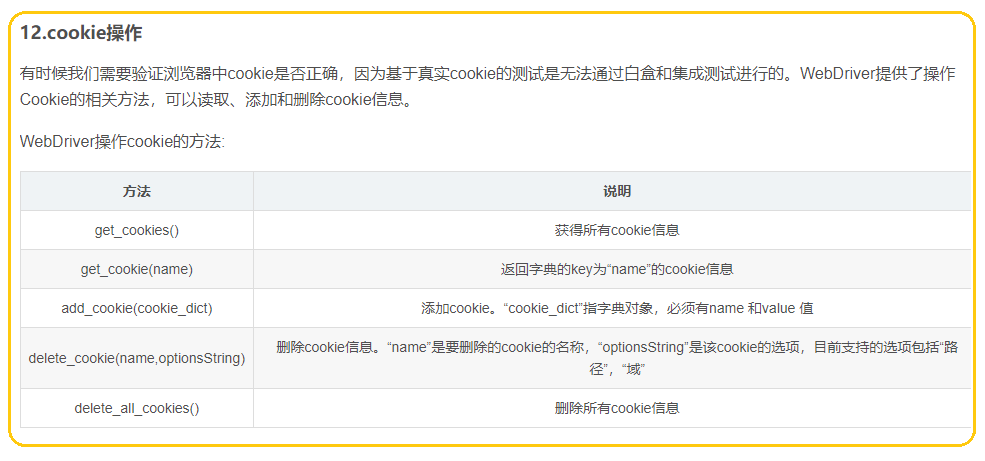 12.cookie操作
有时候我们需要验证浏览器中cookie是否正确，因为基于真实cookie的测试是无法通过白盒和集成测试进行的。WebDriver提供了操作
Cookie的相关方法，可以读取、添加和删除cookie信息。
WebDriver操作cookie的方法:
方法 说明
get_cookies() 获得所有cookie信息
get_cookie(name) 返回字典的key为“name”的cookie信息
add_cookie(cookie_dict) 添加cookie。“cookie_dict”指字典对象，必须有name 和value 值
delete_cookie(name,optionsString) 删除cookie信息。“name”是要删除的cookie的名称，“optionsString”是该cookie的选项，目前支持的选项包括“路
径”，“域”
delete_all_cookies() 删除所有cookie信息